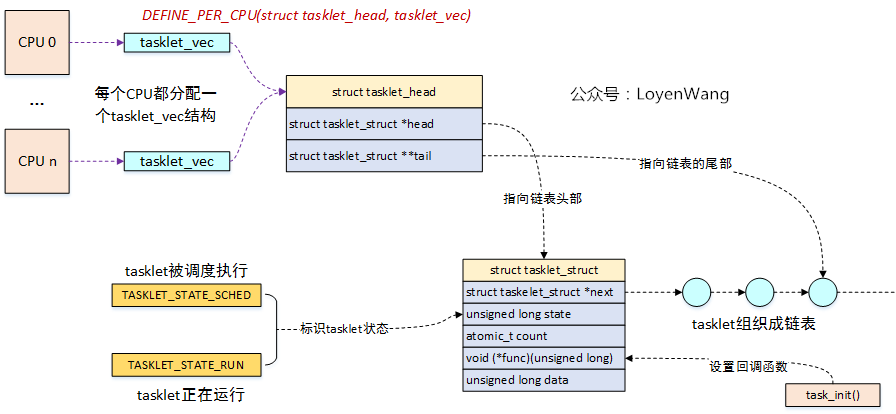 DEFINE_PER_CPU(struct tasklet_head, tasklet_vec)
CPU 0
tasklet_vec
...
每个CPU都分配一
个tasklet_vec结构
CPU n
tasklet_vec
struct tasklet_head
struct tasklet_struct *head
struct tasklet_struct **tail
公众号：LoyenWang
指向链表的尾部
指向链表头部
tasklet被调度执行
TASKLET_STATE_SCHED
标识tasklet状态
TASKLET_STATE_RUN
tasklet正在运行
struct tasklet_struct
struct taskelet_struct *next
unsigned long state
atomic_t count
void (*func)(unsigned long)
unsigned long data
tasklet组织成链表
设置回调函数
task_init()